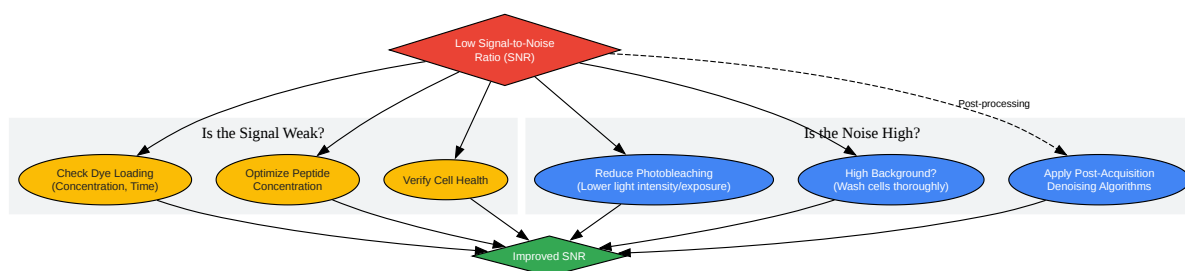 Low Signal-to-Noise
Ratio (SNR)
Post-processing
Is the Signal Weak?
Is the Noise High?
Check Dye Loading
(Concentration, Time)
Optimize Peptide
Concentration
Verify Cell Health
Reduce Photobleaching
(Lower light intensity/exposure)
High Background?
(Wash cells thoroughly)
Apply Post-Acquisition
Denoising Algorithms
Improved SNR